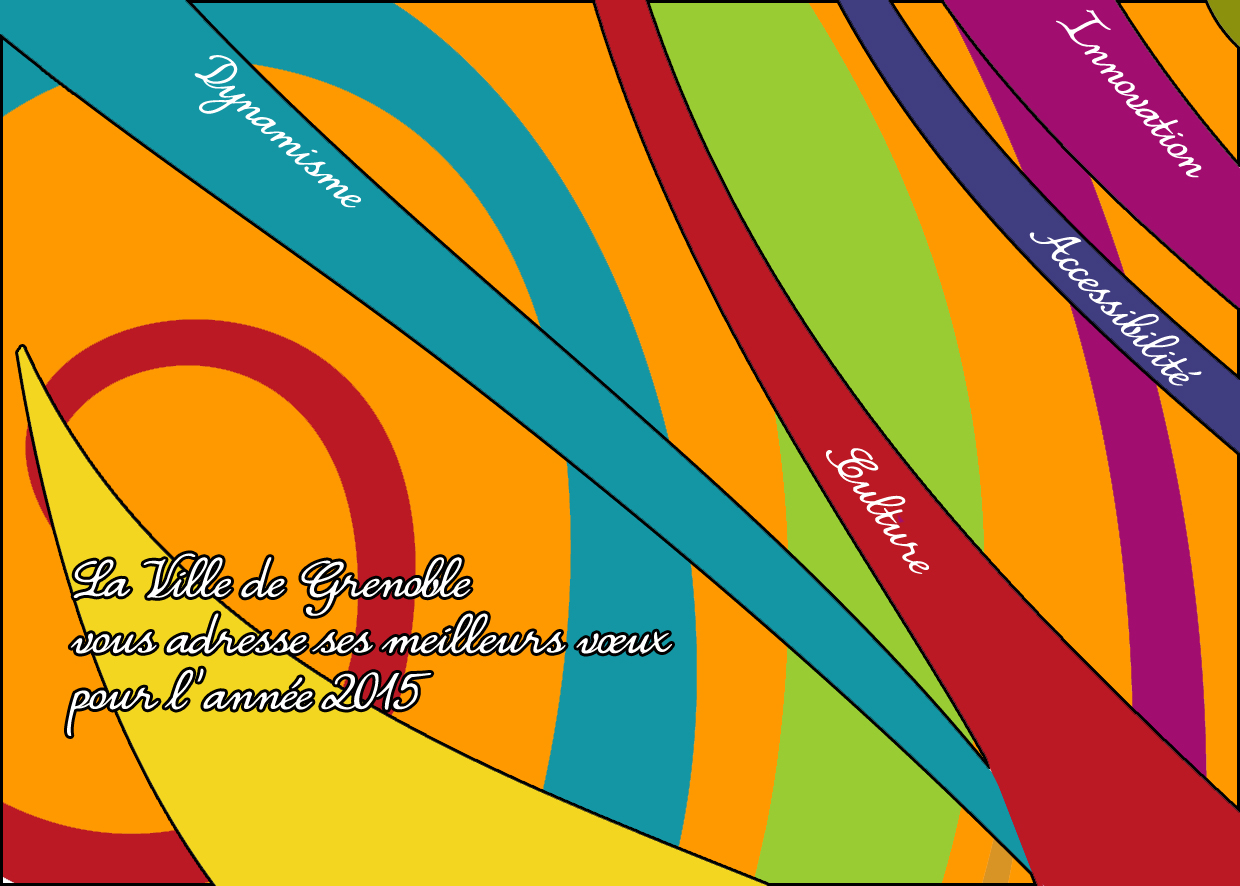 Dynamisme
Innovation
Accessibilité
Culture
La Ville de Grenoble
vous adresse ses meilleurs vœux
pour l'année 2015